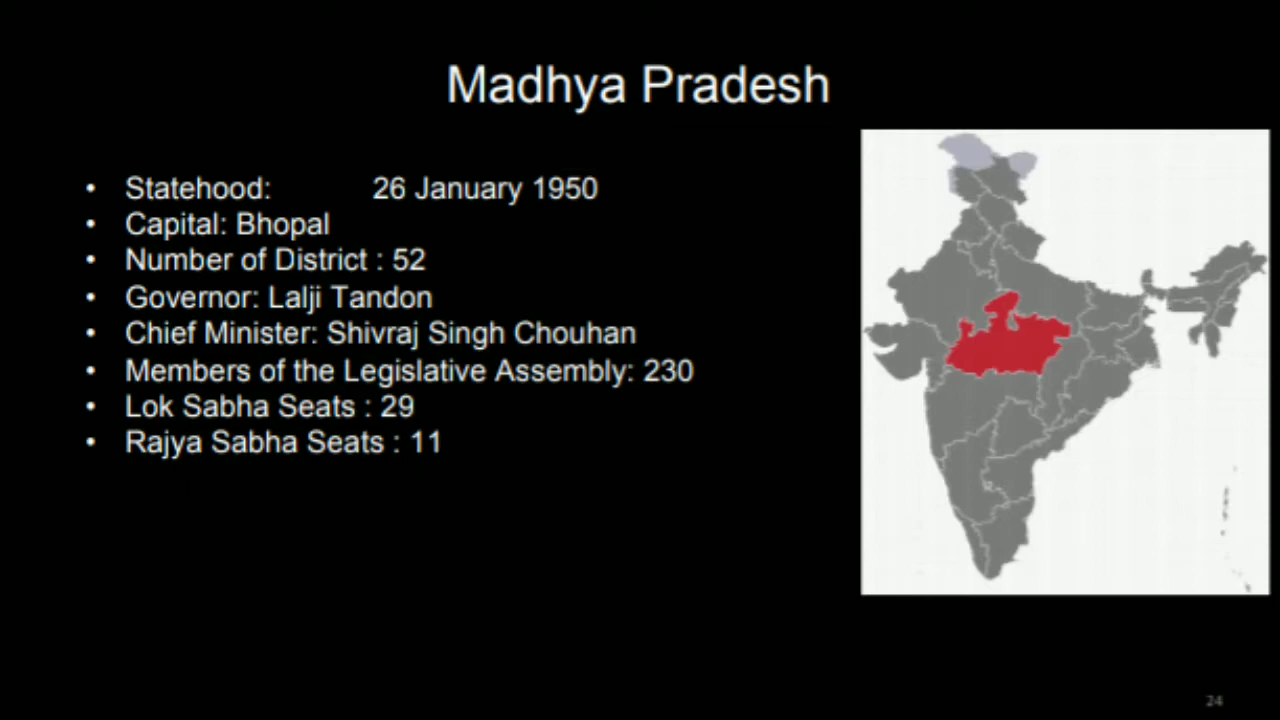 Madhya Pradesh
• Statehood: 26 January 1950
• Capital: Bhopal
• Number of District : 52
• Governor: Lalji Tandon
• Chief Minister: Shivraj Singh Chouhan
• Members of the Legislative Assembly: 230
• Lok Sabha Seats : 29
• Rajya Sabha Seats : 11
24